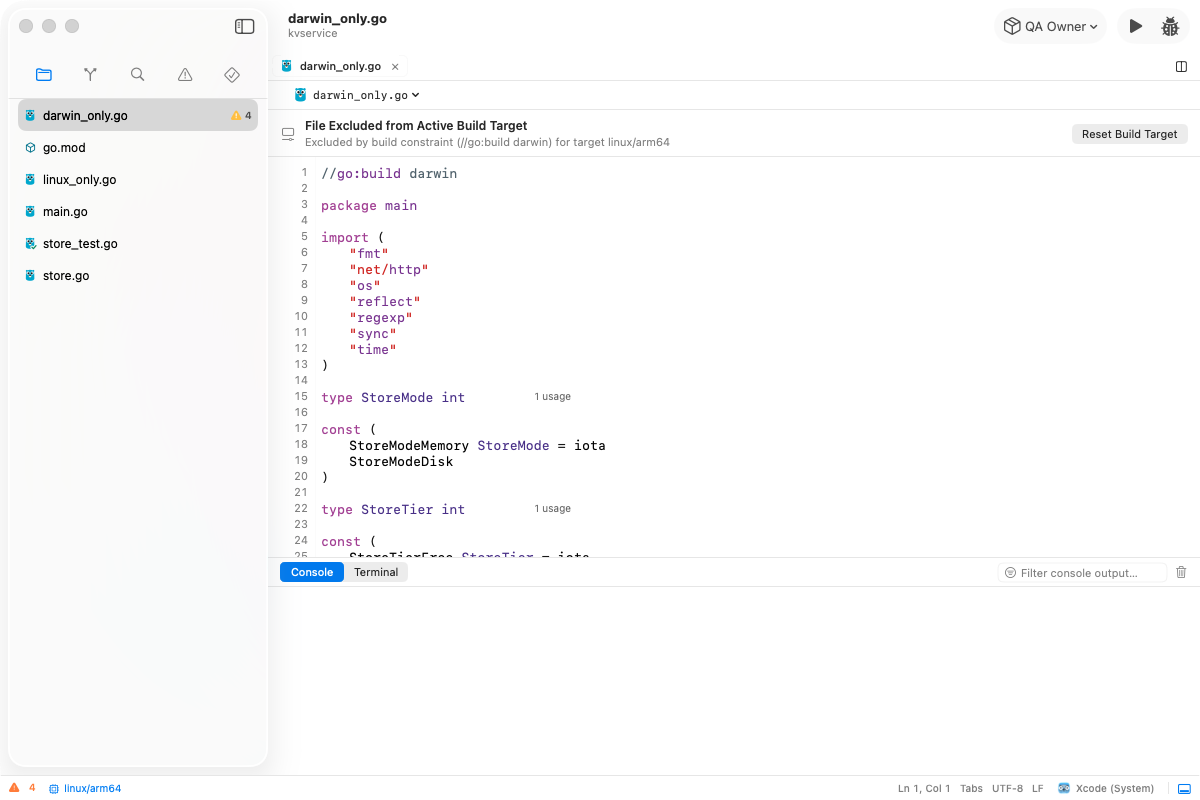 darwin_only.go
kvservice
QA Owner
darwin_only.go
darwin_only.go
File Excluded from Active Build Target
Excluded by build constraint (//go:build darwin) for target linux/arm64
Reset Build Target
darwin_only.go 4
go.mod
linux_only.go
main.go
store_test.go
store.go
1 //go:build darwin
2
3 package main
4
5 import (
6 "fmt"
7 "net/http"
8 "os"
9 "reflect"
10 "regexp"
11 "sync"
12 "time"
13 )
14
15 type StoreMode int 1 usage
16
17 const (
18 StoreModeMemory StoreMode = iota
19 StoreModeDisk
20 )
21
22 type StoreTier int 1 usage
23
24 const (
25 StoreTierFree StoreTier = iota
Console
Terminal
Filter console output...
4 linux/arm64
Ln 1, Col 1 Tabs UTF-8 LF Xcode (System)